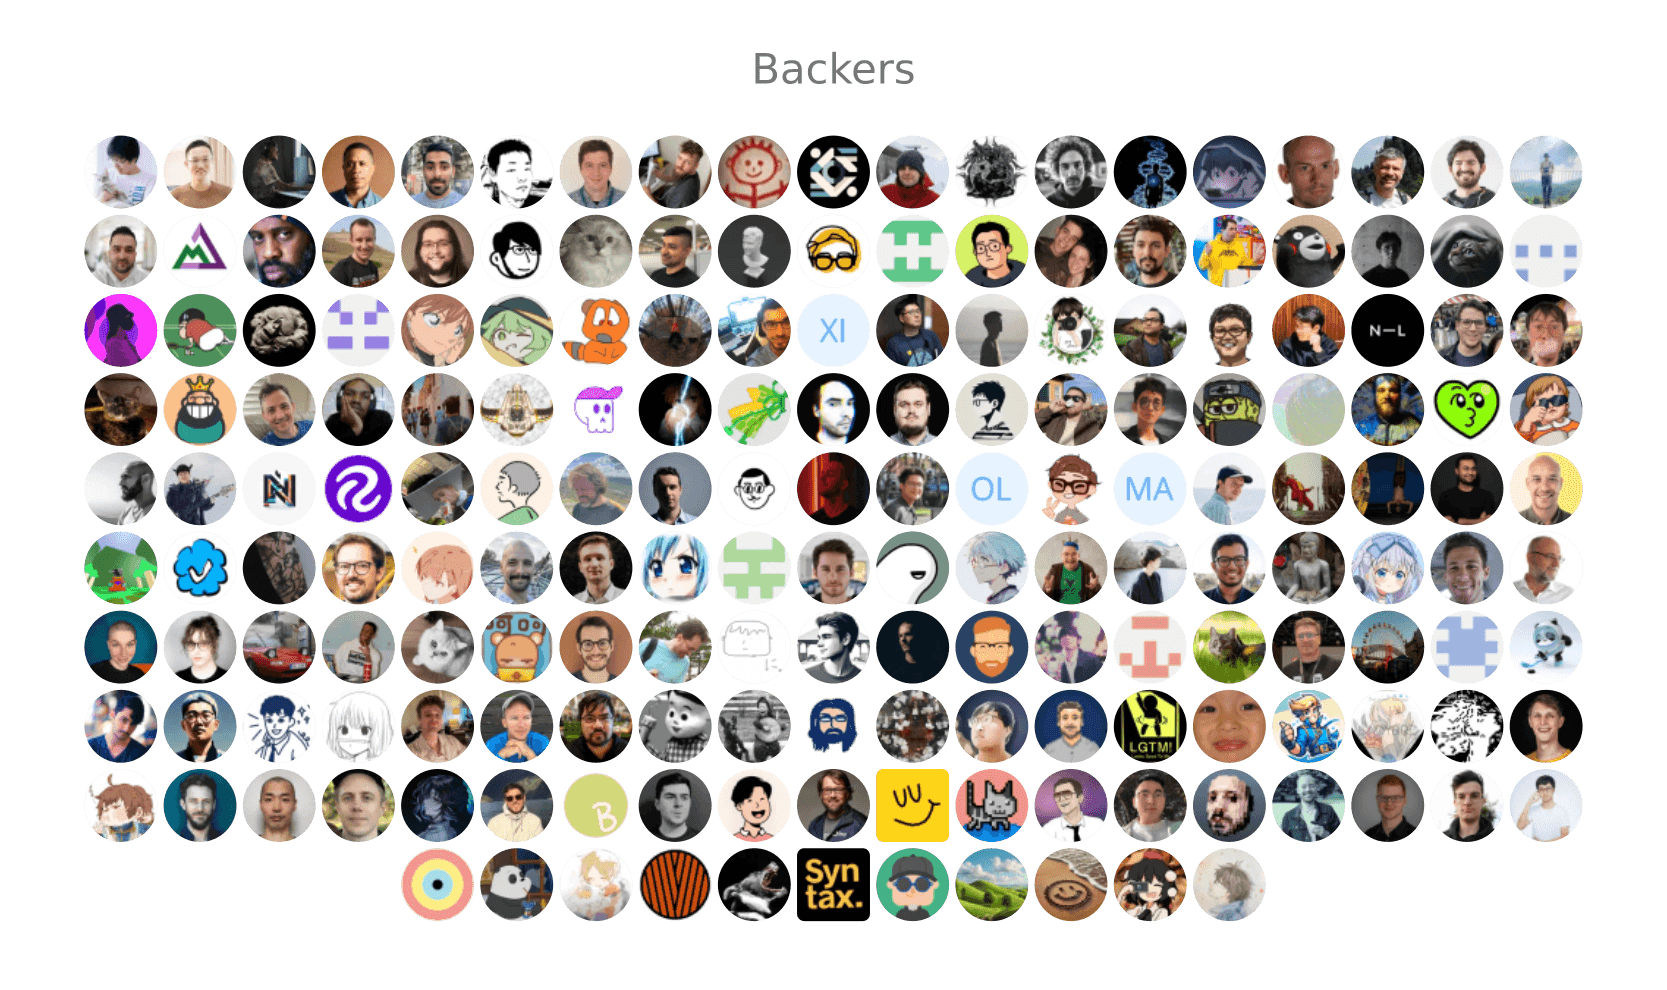 Backers
XI
N—L
OL
MA
LGTM!
B
Syn
tax.